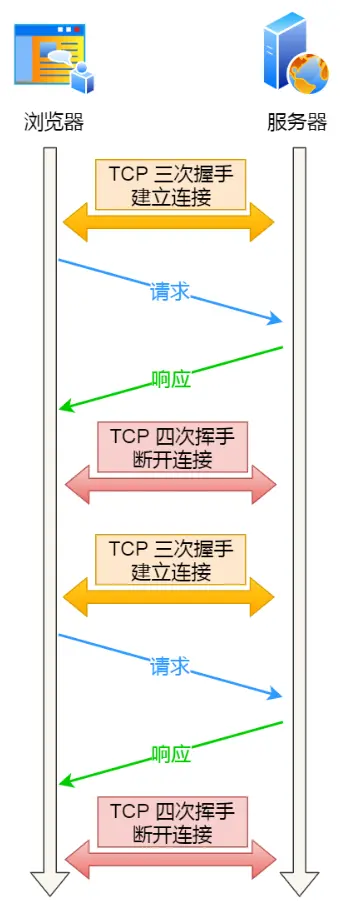 浏览器
服务器
TCP 三次握手
建立连接
请求
响应
TCP 四次挥手
断开连接
TCP 三次握手
建立连接
请求
响应
TCP 四次挥手
断开连接